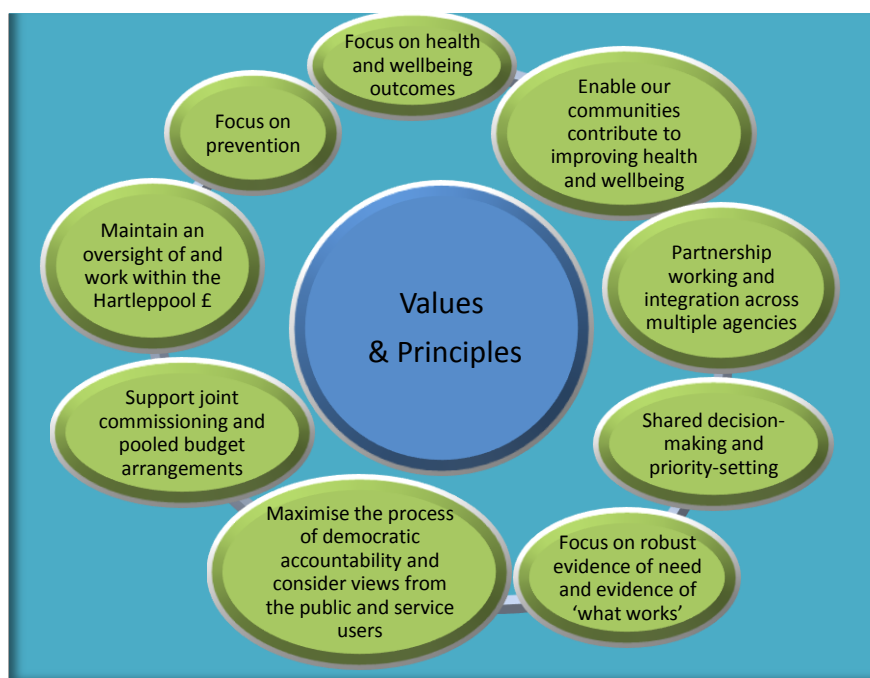 Focus on health
and wellbeing
outcomes
Enable our
communities
contribute to
improving health
and wellbeing
Partnership
working and
integration across
multiple agencies
Shared decision-
making and
priority-setting
Focus on robust
evidence of need
and evidence of
‘what works’
Maximise the process
of democratic
accountability and
consider views from
the public and service
users
Support joint
commissioning and
pooled budget
arrangements
Maintain an
oversight of and
work within the
Hartleppool £
Focus on
prevention
Values
& Principles